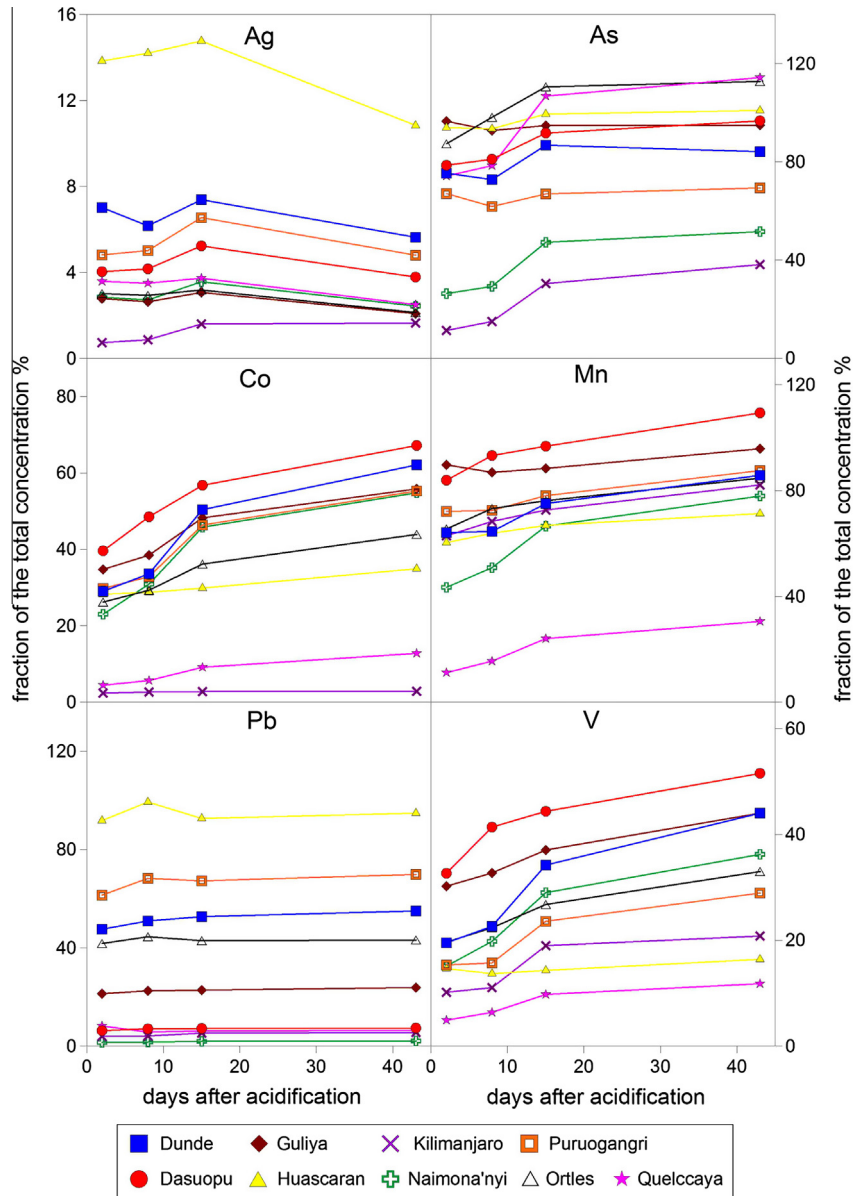 16
Ag
As
120
12
8
80
4
40
0
0
Co
Mn
120
80
60
80
40
40
20
0
0
Pb
V
60
120
40
80
20
40
0
0
0 10 20 30 40
0 10 20 30 40
days after acidification
days after acidification
fraction of the total concentration %
fraction of the total concentration %
Dunde Guliya Kilimanjaro Puruogangri
Dasuopu Huascaran Naimona'nyi Ortles Quelccaya